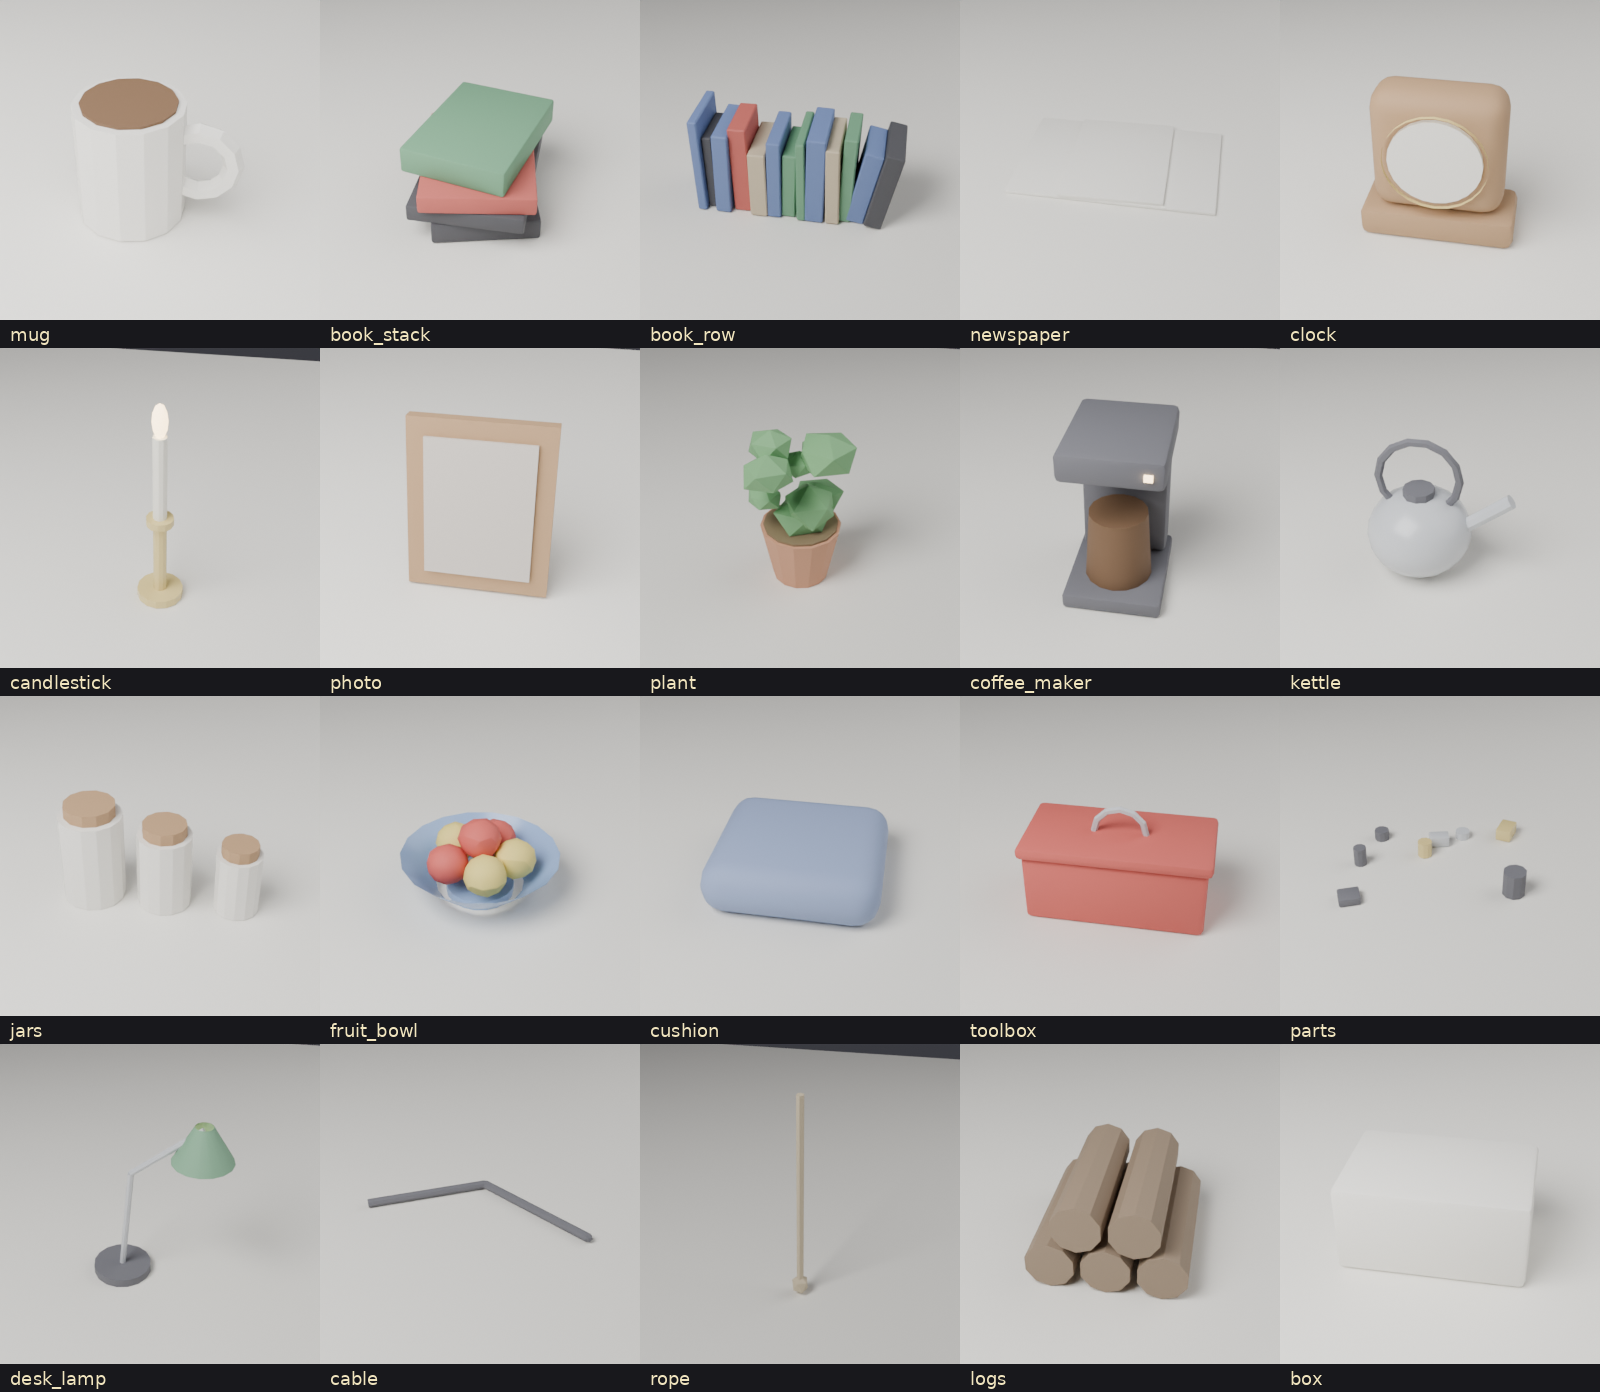 mug
book_stack
book_row
newspaper
clock
candlestick
photo
plant
coffee_maker
kettle
jars
fruit_bowl
cushion
toolbox
parts
desk_lamp
cable
rope
logs
box